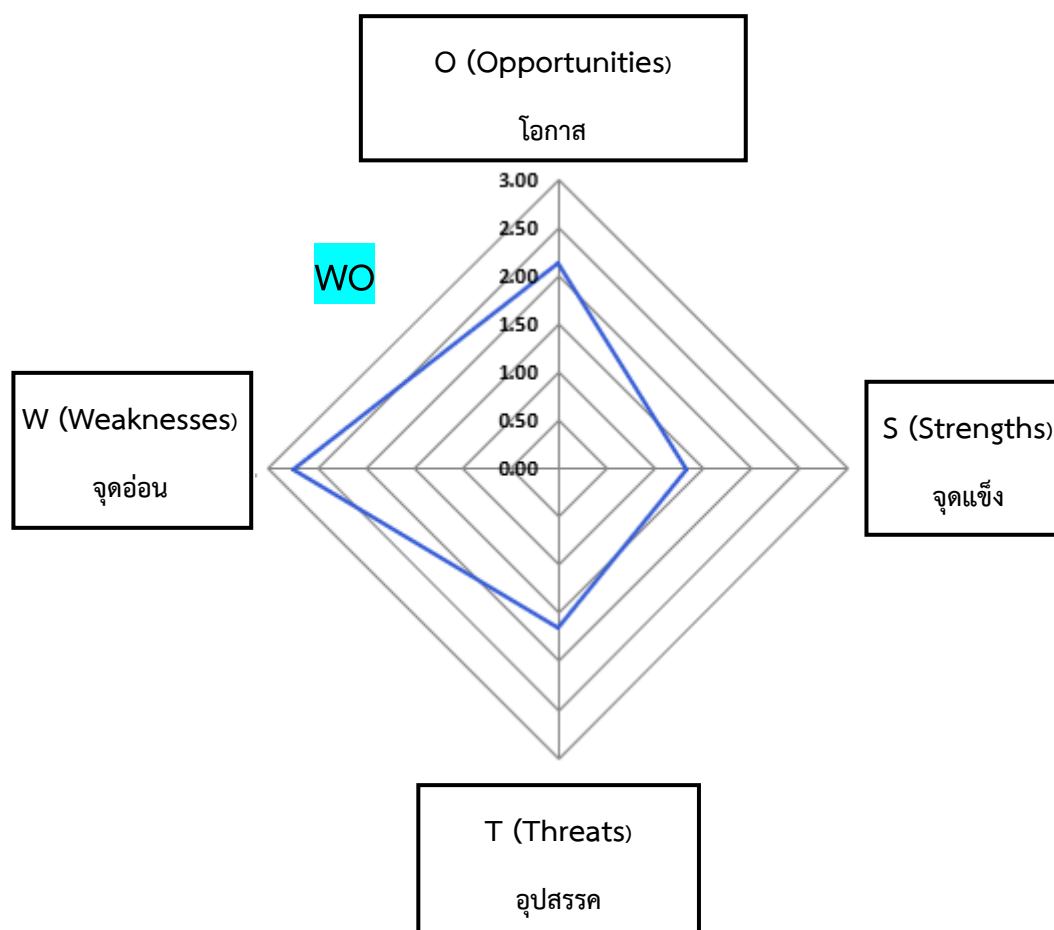 O (Opportunities)
โอกาส
3.00
2.50
WO
2.00
1.50
1.00
W (Weaknesses)
จุดอ่อน
0.50
0.00
S (Strengths)
จุดแข็ง
T (Threats)
อุปสรรค